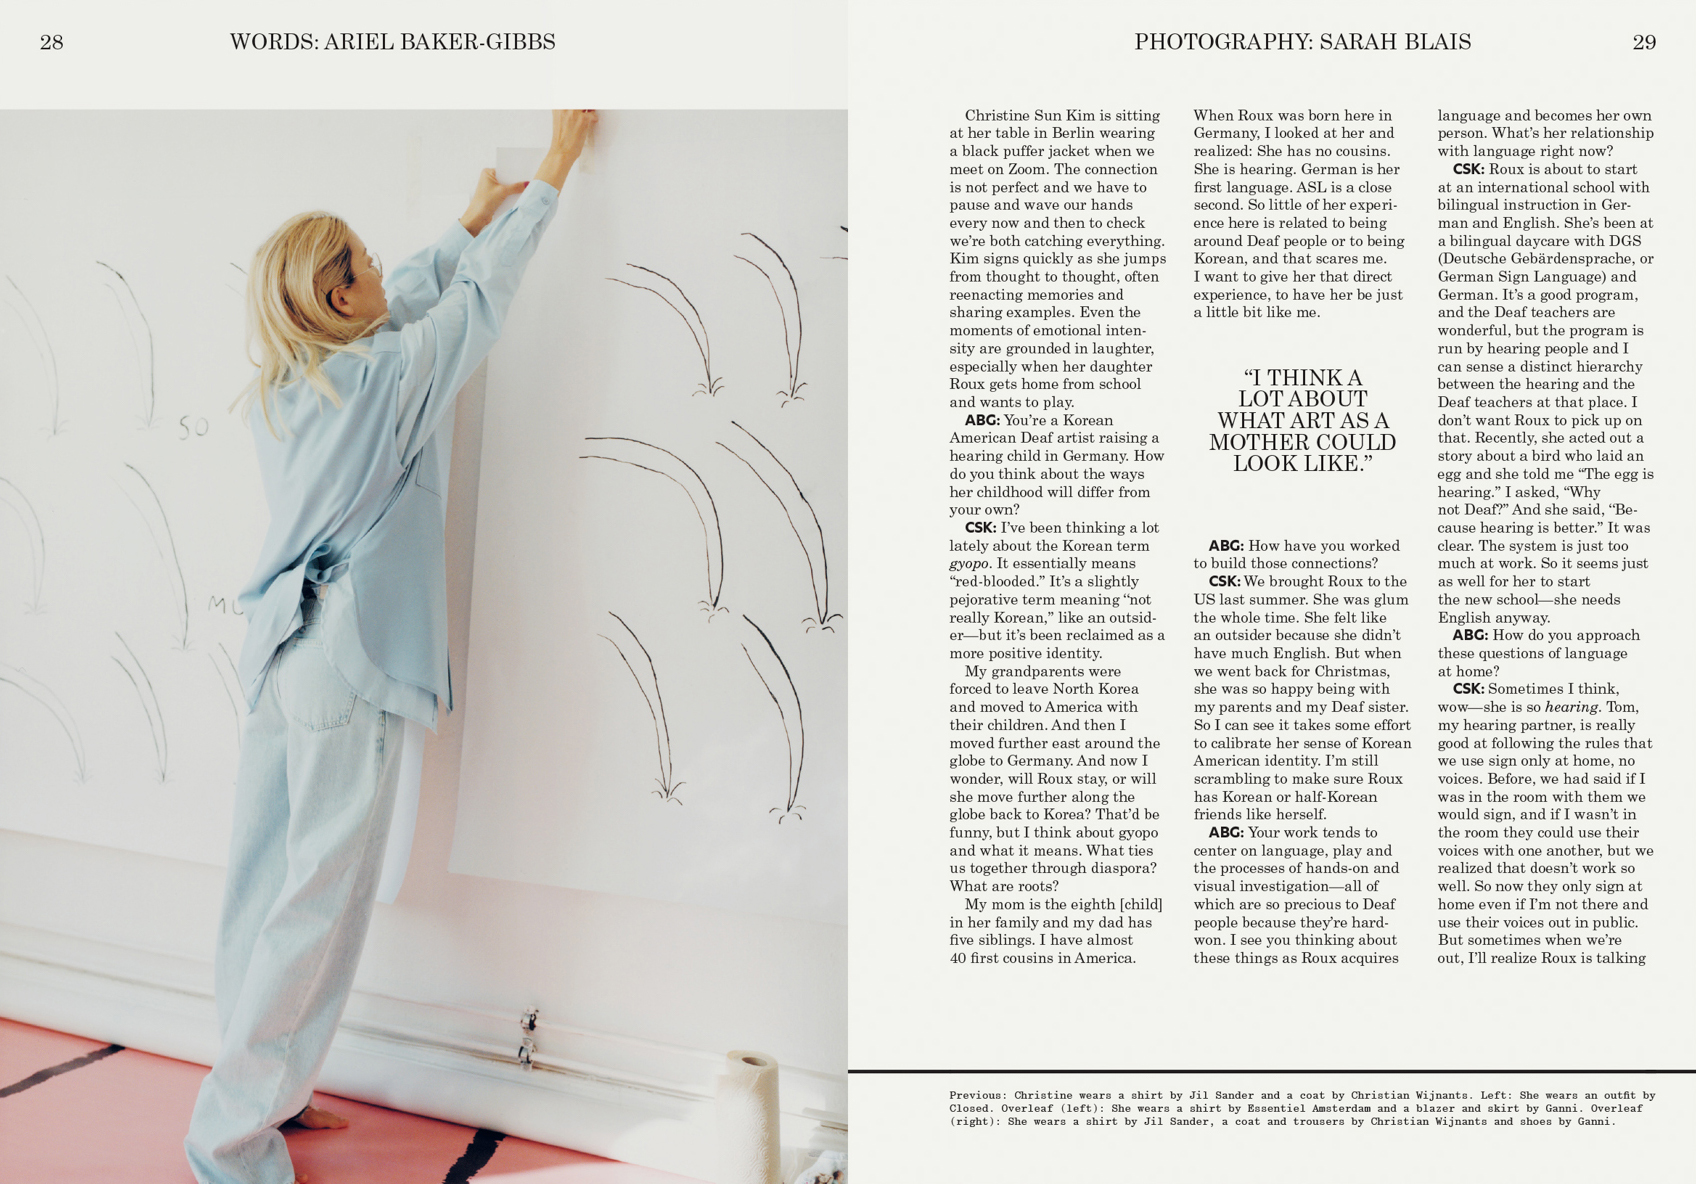 28
WORDS: ARIEL BAKER-GIBBS
PHOTOGRAPHY: SARAH BLAIS
29
SO
Christine Sun Kim is sitting
at her table in Berlin wearing
a black puffer jacket when we
meet on Zoom. The connection
is not perfect and we have to
pause and wave our hands
every now and then to check
we’re both catching everything.
Kim signs quickly as she jumps
from thought to thought, often
reenacting memories and
sharing examples. Even the
moments of emotional inten-
sity are grounded in laughter,
especially when her daughter
Roux gets home from school
and wants to play.
ABG: You’re a Korean
American Deaf artist raising a
hearing child in Germany. How
do you think about the ways
her childhood will differ from
your own?
CSK: I’ve been thinking a lot
lately about the Korean term
gyopo. It essentially means
“red-blooded.” It’s a slightly
pejorative term meaning “not
really Korean,” like an outsid-
er—but it’s been reclaimed as a
more positive identity.
My grandparents were
forced to leave North Korea
and moved to America with
their children. And then I
moved further east around the
globe to Germany. And now I
wonder, will Roux stay, or will
she move further along the
globe back to Korea? That’d be
funny, but I think about gyopo
and what it means. What ties
us together through diaspora?
What are roots?
My mom is the eighth [child]
in her family and my dad has
five siblings. I have almost
40 first cousins in America.
When Roux was born here in
Germany, I looked at her and
realized: She has no cousins.
She is hearing. German is her
first language. ASL is a close
second. So little of her experi-
ence here is related to being
around Deaf people or to being
Korean, and that scares me.
I want to give her that direct
experience, to have her be just
a little bit like me.
“I THINK A
LOT ABOUT
WHAT ART AS A
MOTHER COULD
LOOK LIKE.”
ABG: How have you worked
to build those connections?
CSK: We brought Roux to the
US last summer. She was glum
the whole time. She felt like
an outsider because she didn’t
have much English. But when
we went back for Christmas,
she was so happy being with
my parents and my Deaf sister.
So I can see it takes some effort
to calibrate her sense of Korean
American identity. I’m still
scrambling to make sure Roux
has Korean or half-Korean
friends like herself.
ABG: Your work tends to
center on language, play and
the processes of hands-on and
visual investigation—all of
which are so precious to Deaf
people because they’re hard-
won. I see you thinking about
these things as Roux acquires
language and becomes her own
person. What’s her relationship
with language right now?
CSK: Roux is about to start
at an international school with
bilingual instruction in Ger-
man and English. She’s been at
a bilingual daycare with DGS
(Deutsche Gebärdensprache, or
German Sign Language) and
German. It’s a good program,
and the Deaf teachers are
wonderful, but the program is
run by hearing people and I
can sense a distinct hierarchy
between the hearing and the
Deaf teachers at that place. I
don’t want Roux to pick up on
that. Recently, she acted out a
story about a bird who laid an
egg and she told me “The egg is
hearing.” I asked, “Why
not Deaf?” And she said, “Be-
cause hearing is better.” It was
clear. The system is just too
much at work. So it seems just
as well for her to start
the new school—she needs
English anyway.
ABG: How do you approach
these questions of language
at home?
CSK: Sometimes I think,
wow—she is so hearing. Tom,
my hearing partner, is really
good at following the rules that
we use sign only at home, no
voices. Before, we had said if I
was in the room with them we
would sign, and if I wasn’t in
the room they could use their
voices with one another, but we
realized that doesn’t work so
well. So now they only sign at
home even if I’m not there and
use their voices out in public.
But sometimes when we’re
out, I’ll realize Roux is talking
Previous: Christine wears a shirt by Jil Sander and a coat by Christian Wijnants. Left: She wears an outfit by
Closed. Overleaf (left): She wears a shirt by Essentiel Amsterdam and a blazer and skirt by Ganni. Overleaf
(right): She wears a shirt by Jil Sander, a coat and trousers by Christian Wijnants and shoes by Ganni.